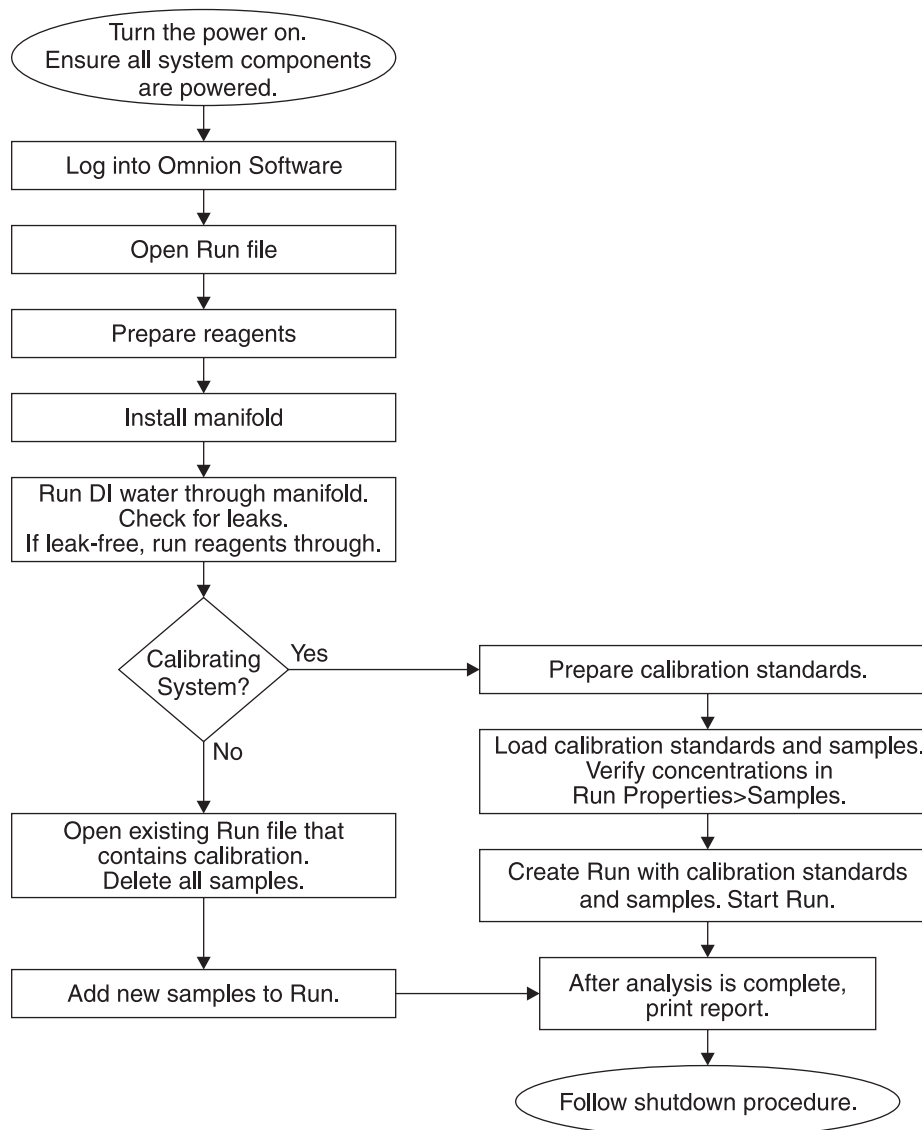 Turn the power on.
Ensure all system components
are powered.
Log into Omnion Software
Open Run file
Prepare reagents
Install manifold
Run DI water through manifold.
Check for leaks.
If leak-free, run reagents through.
Calibrating
System?
Yes
No
Prepare calibration standards.
Load calibration standards and samples.
Verify concentrations in
Run Properties>Samples.
Create Run with calibration standards
and samples. Start Run.
Open existing Run file that
contains calibration.
Delete all samples.
Add new samples to Run.
After analysis is complete,
print report.
Follow shutdown procedure.